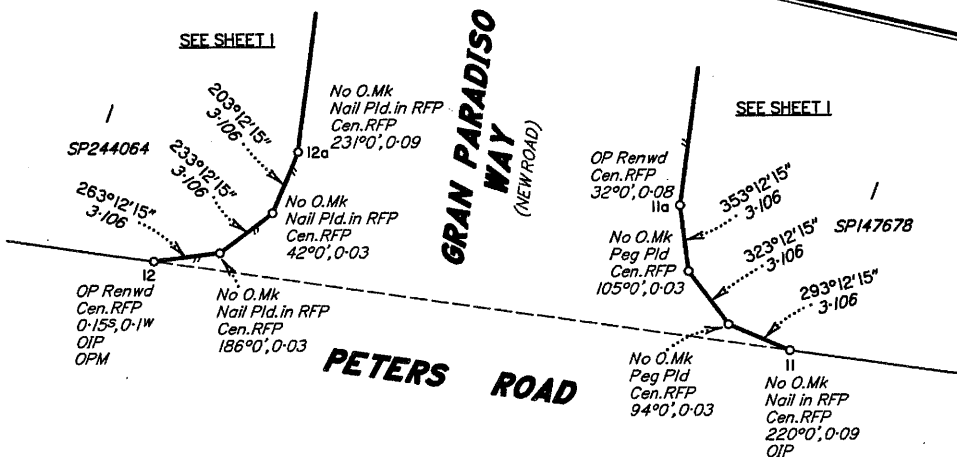 SEE SHEET 1
1
SP244064
203°12'15"
3·106
233°12'15"
3·106
263°12'15"
3·106
No O.Mk
Nail Pld.in RFP
Cen.RFP
231°0',0·09
12a
No O.Mk
Nail Pld.in RFP
Cen.RFP
42°0',0·03
12
OP Renwd
Cen.RFP
0·15s,0·1w
OIP
OPM
No O.Mk
Nail Pld.in RFP
Cen.RFP
186°0',0·03
GRAN PARADISO
WAY
(NEW ROAD)
PETERS ROAD
SEE SHEET 1
1
SP147678
OP Renwd
Cen.RFP
32°0',0·08
11a
353°12'15"
3·106
323°12'15"
3·106
293°12'15"
3·106
No O.Mk
Peg Pld
Cen.RFP
105°0',0·03
No O.Mk
Peg Pld
Cen.RFP
94°0',0·03
11
No O.Mk
Nail in RFP
Cen.RFP
220°0',0·09
OIP